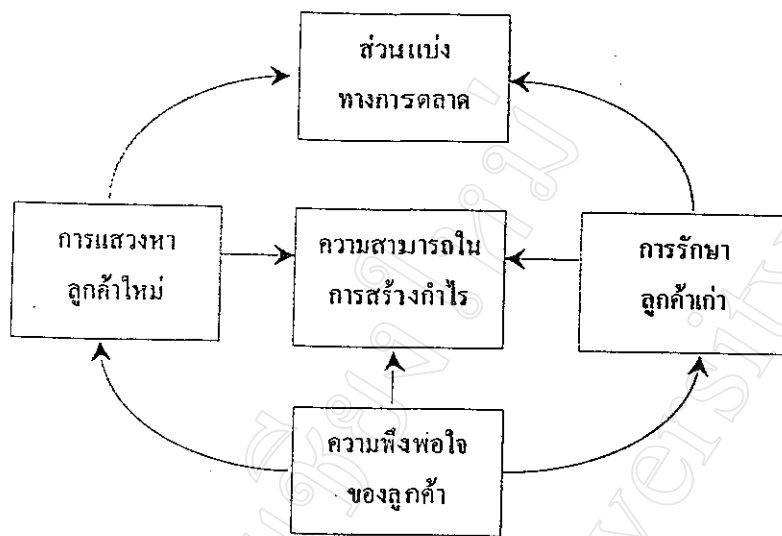 ส่วนแบ่ง
ทางการตลาด
การแสวงหา
ลูกค้าใหม่
ความสามารถใน
การสร้างกำไร
การรักษา
ลูกค้าเก่า
ความพึงพอใจ
ของลูกค้า